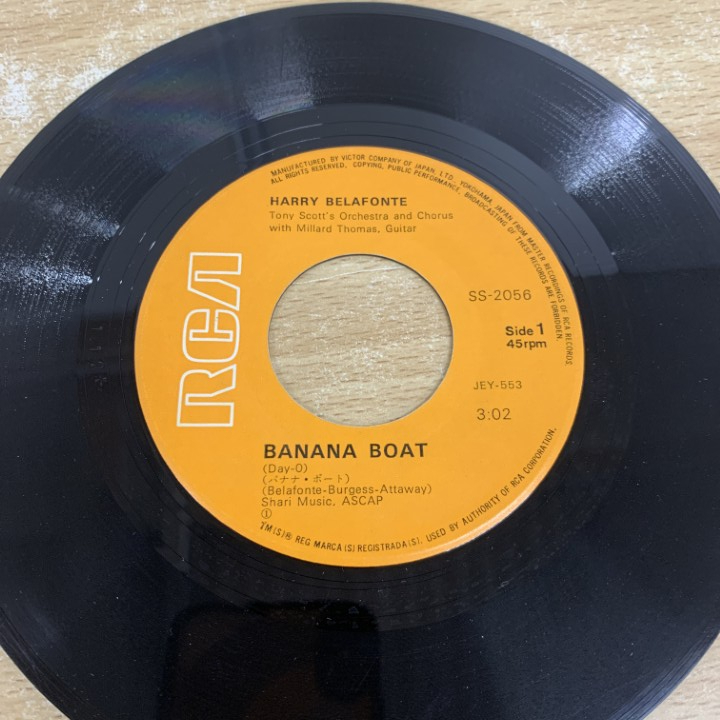 MANUFACTURED BY VICTOR COMPANY OF JAPAN, LTD., YOKOHAMA, JAPAN FROM MASTER RECORDINGS OF RCA RECORDS
ALL RIGHTS RESERVED. COPYING, PUBLIC PERFORMANCE, BROADCASTING OF THESE RECORDS ARE FORBIDDEN.
HARRY BELAFONTE
Tony Scott's Orchestra and Chorus
with Millard Thomas, Guitar
RCA
SS-2056
Side 1
45rpm
JEY-553
3:02
BANANA BOAT
(Day-O)
(バナナ・ボート)
(Belafonte-Burgess-Attaway)
Shari Music, ASCAP
Ⓘ
TM(S)® REG MARCA(S) REGISTRADA(S). USED BY AUTHORITY OF RCA CORPORATION.